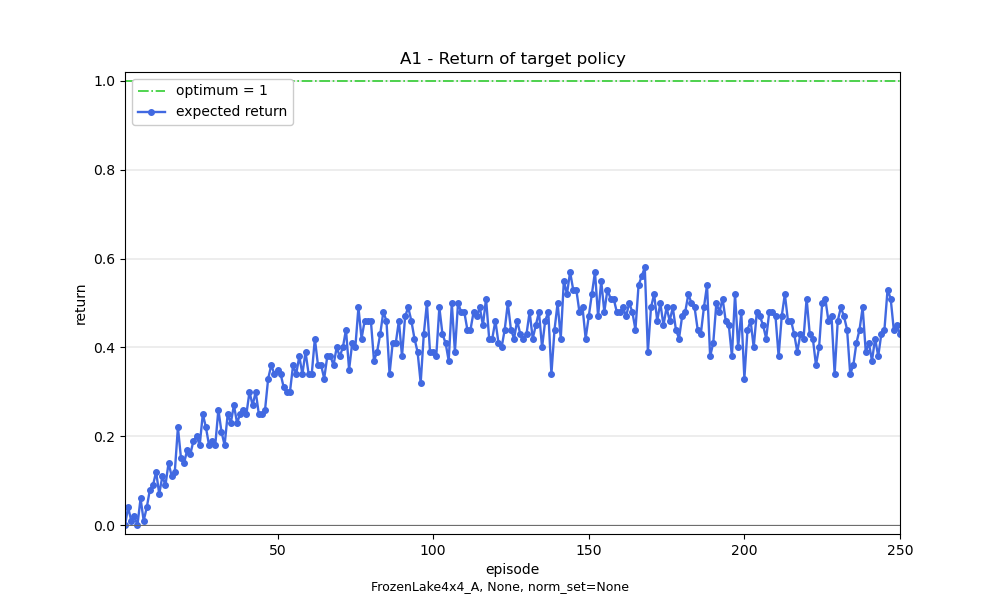 A1 - Return of target policy
optimum = 1
expected return
1.0
0.8
0.6
0.4
0.2
0.0
return
50
100
150
200
250
episode
FrozenLake4x4_A, None, norm_set=None